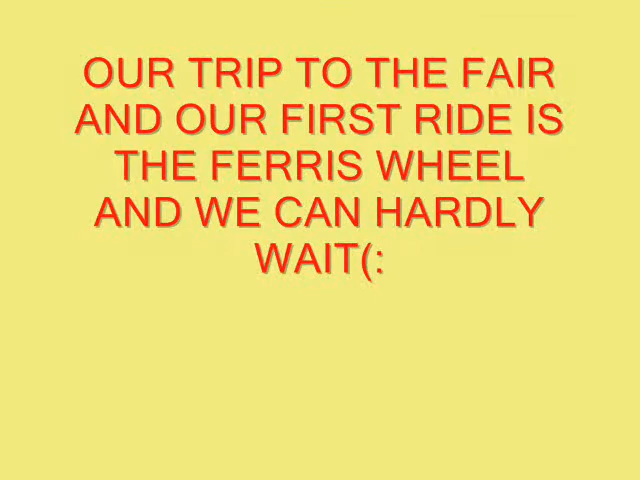 OUR TRIP TO THE FAIR
AND OUR FIRST RIDE IS
THE FERRIS WHEEL
AND WE CAN HARDLY
WAIT(: